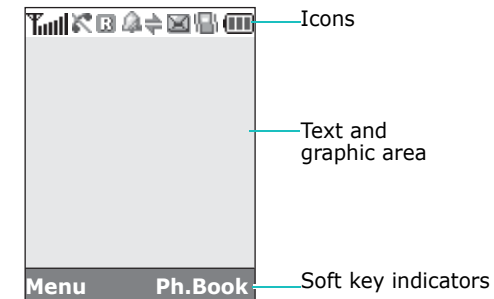 R
Icons
Text and
graphic area
Menu Ph.Book
Soft key indicators